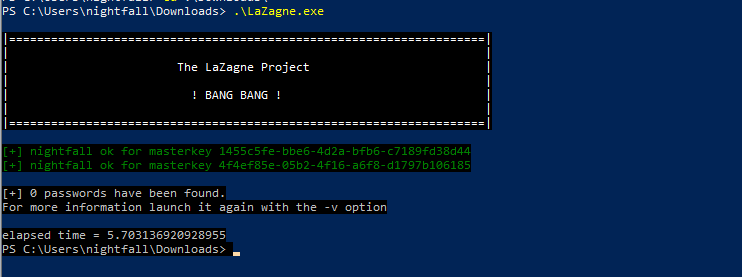 PS C:\Users\nightfall\Downloads> .\LaZagne.exe
|====================================================================|
|                                                                    |
|                        The LaZagne Project                         |
|                                                                    |
|                          ! BANG BANG !                             |
|                                                                    |
|====================================================================|
[+] nightfall ok for masterkey 1455c5fe-bbe6-4d2a-bfb6-c7189fd38d44
[+] nightfall ok for masterkey 4f4ef85e-05b2-4f16-a6f8-d1797b106185
[+] 0 passwords have been found.
For more information launch it again with the -v option
elapsed time = 5.703136920928955
PS C:\Users\nightfall\Downloads>